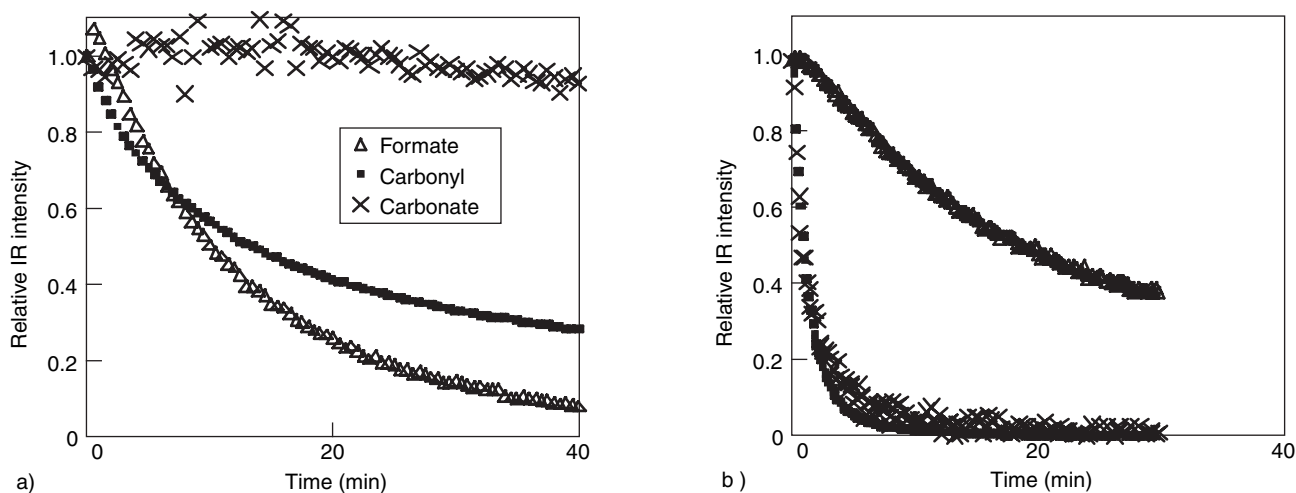 1.0
0.8
0.6
0.4
0.2
0
Relative IR intensity
0 20 40
Time (min)
a)
Formate
Carbonyl
Carbonate
1.0
0.8
0.6
0.4
0.2
0
Relative IR intensity
0 20 40
Time (min)
b )